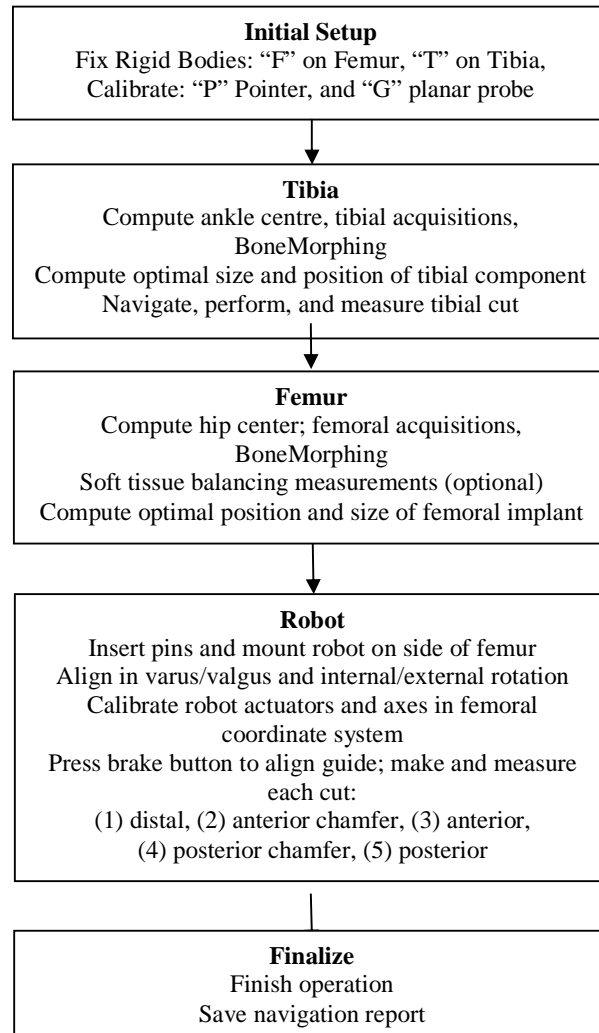 Initial Setup
Fix Rigid Bodies: “F” on Femur, “T” on Tibia,
Calibrate: “P” Pointer, and “G” planar probe
Tibia
Compute ankle centre, tibial acquisitions,
BoneMorphing
Compute optimal size and position of tibial component
Navigate, perform, and measure tibial cut
Femur
Compute hip center; femoral acquisitions,
BoneMorphing
Soft tissue balancing measurements (optional)
Compute optimal position and size of femoral implant
Robot
Insert pins and mount robot on side of femur
Align in varus/valgus and internal/external rotation
Calibrate robot actuators and axes in femoral
coordinate system
Press brake button to align guide; make and measure
each cut:
(1) distal, (2) anterior chamfer, (3) anterior,
(4) posterior chamfer, (5) posterior
Finalize
Finish operation
Save navigation report